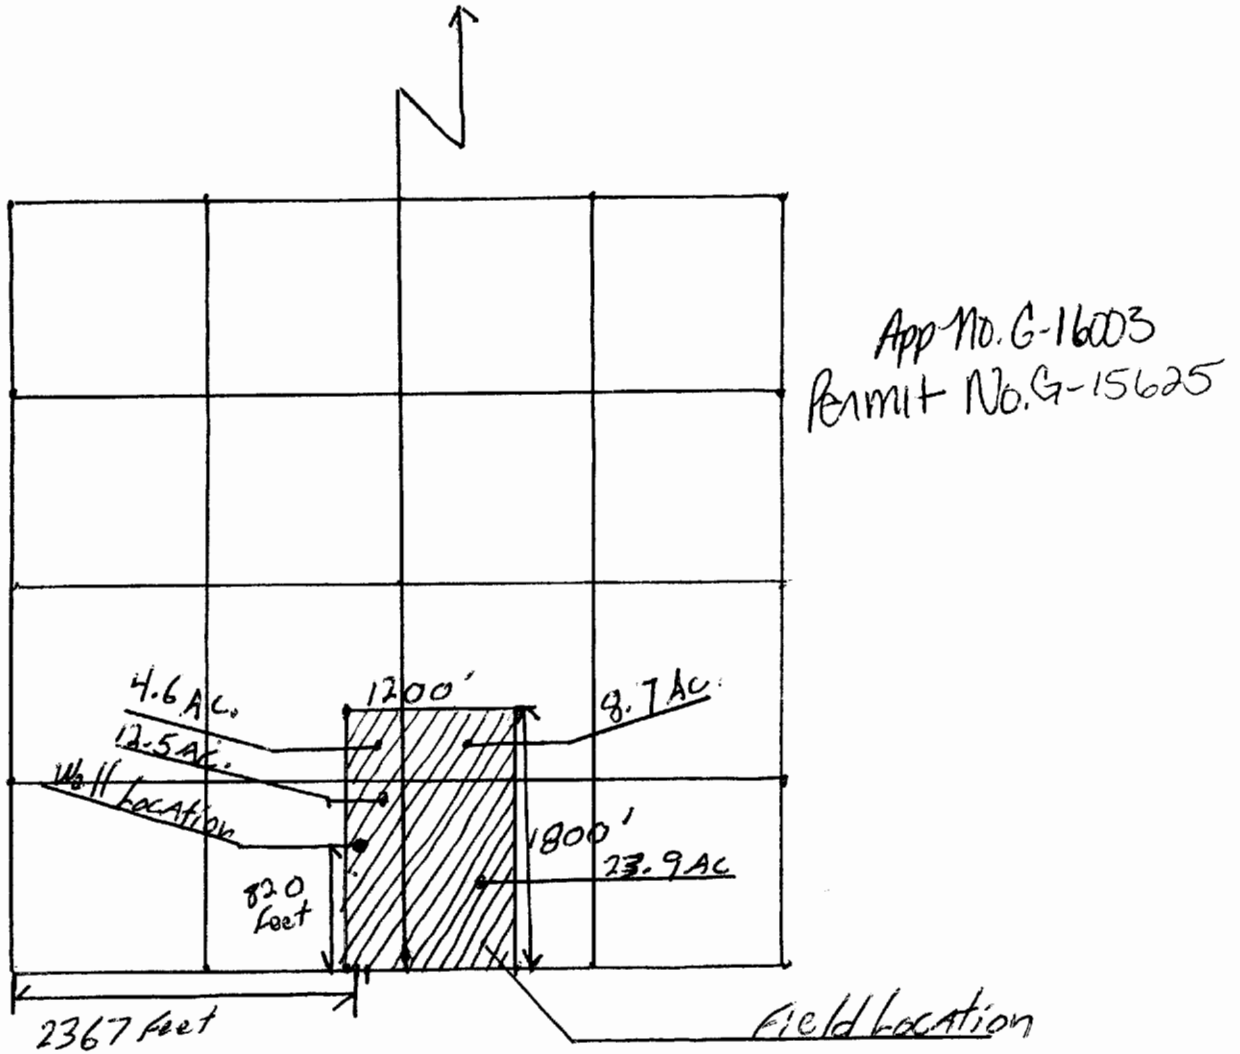 App No. G-16003
Permit No. G-15625
4.6 AC.
1200'
8.7 AC.
12.5 AC.
Well Location
1800'
23.9 AC
820
Feet
2367 Feet
Field Location